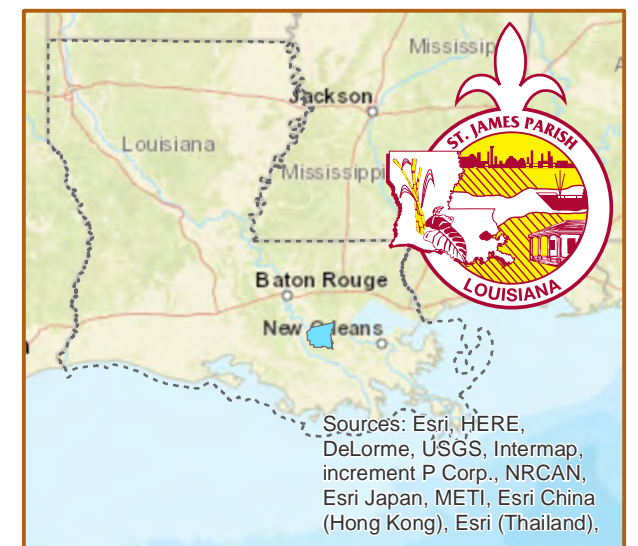 Mississip
Jackson
ST. JAMES PARISH
Louisiana
Mississippi
LOUISIANA
Baton Rouge
New Orleans
Sources: Esri, HERE,
DeLorme, USGS, Intermap,
increment P Corp., NRCAN,
Esri Japan, METI, Esri China
(Hong Kong), Esri (Thailand),